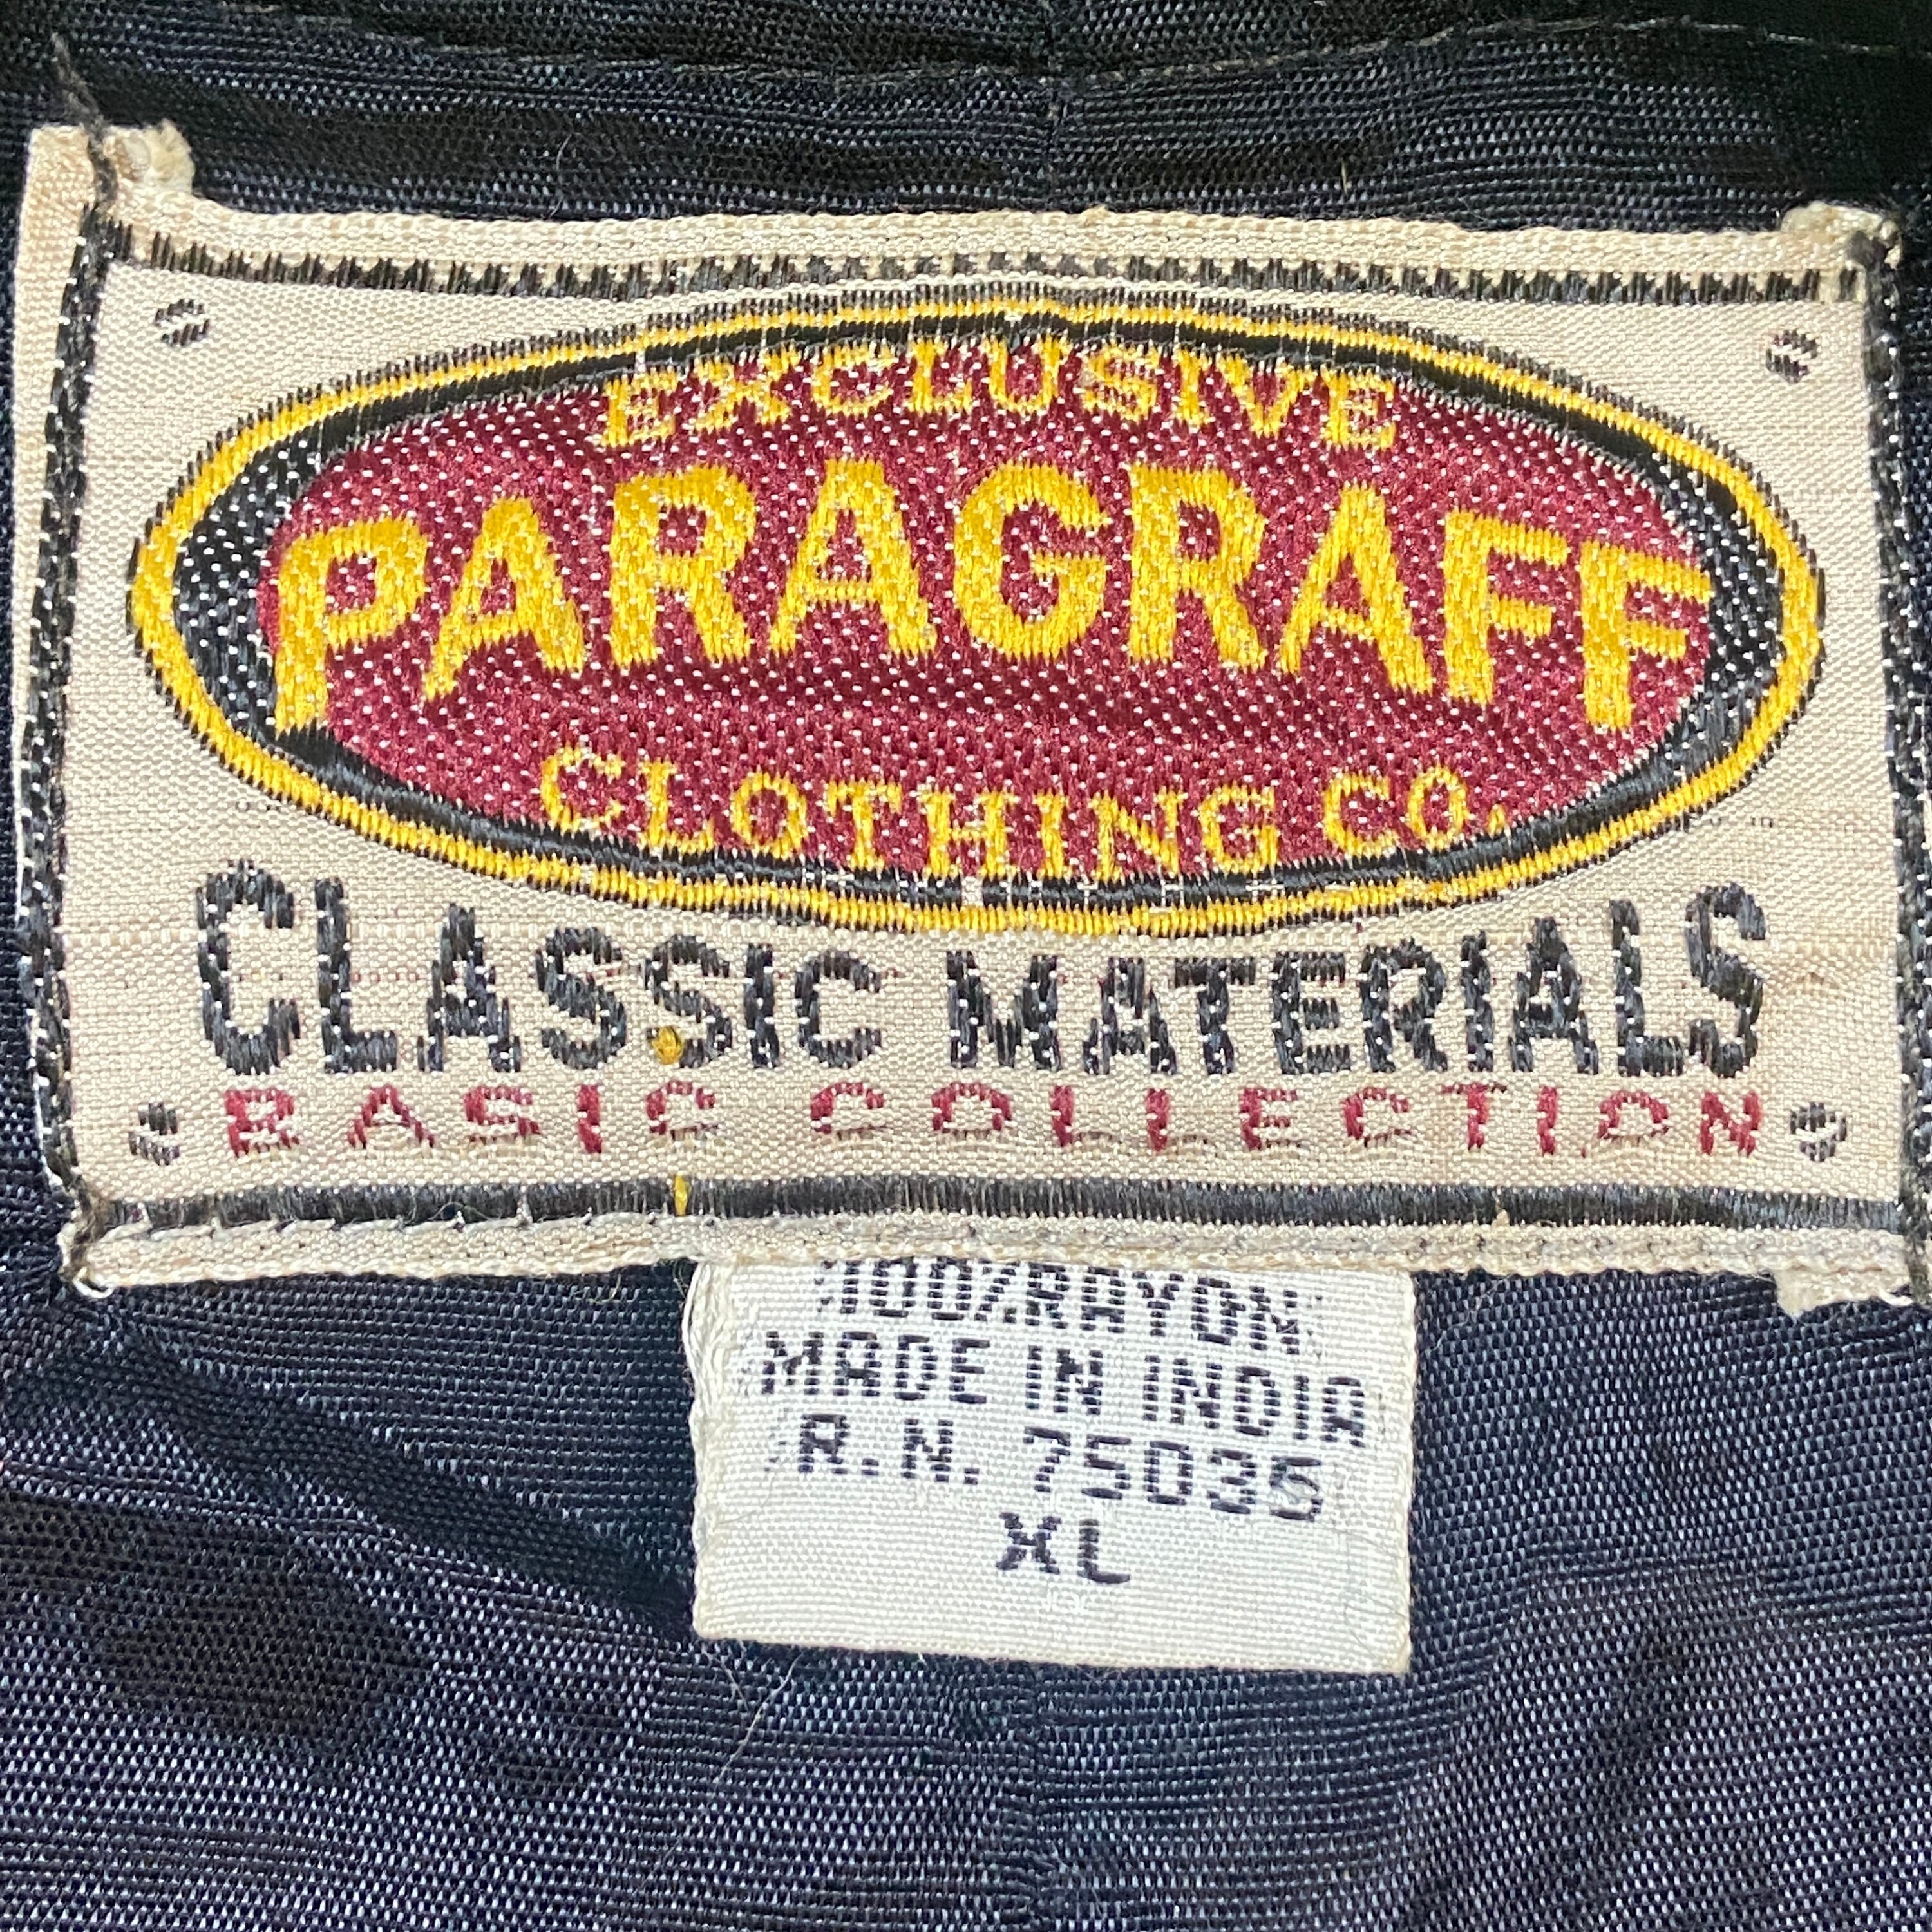 EXCLUSIVE
PARAGRAFF
CLOTHING CO.
CLASSIC MATERIALS
BASIC COLLECTION
100%RAYON
MADE IN INDIA
R.N. 75035
XL